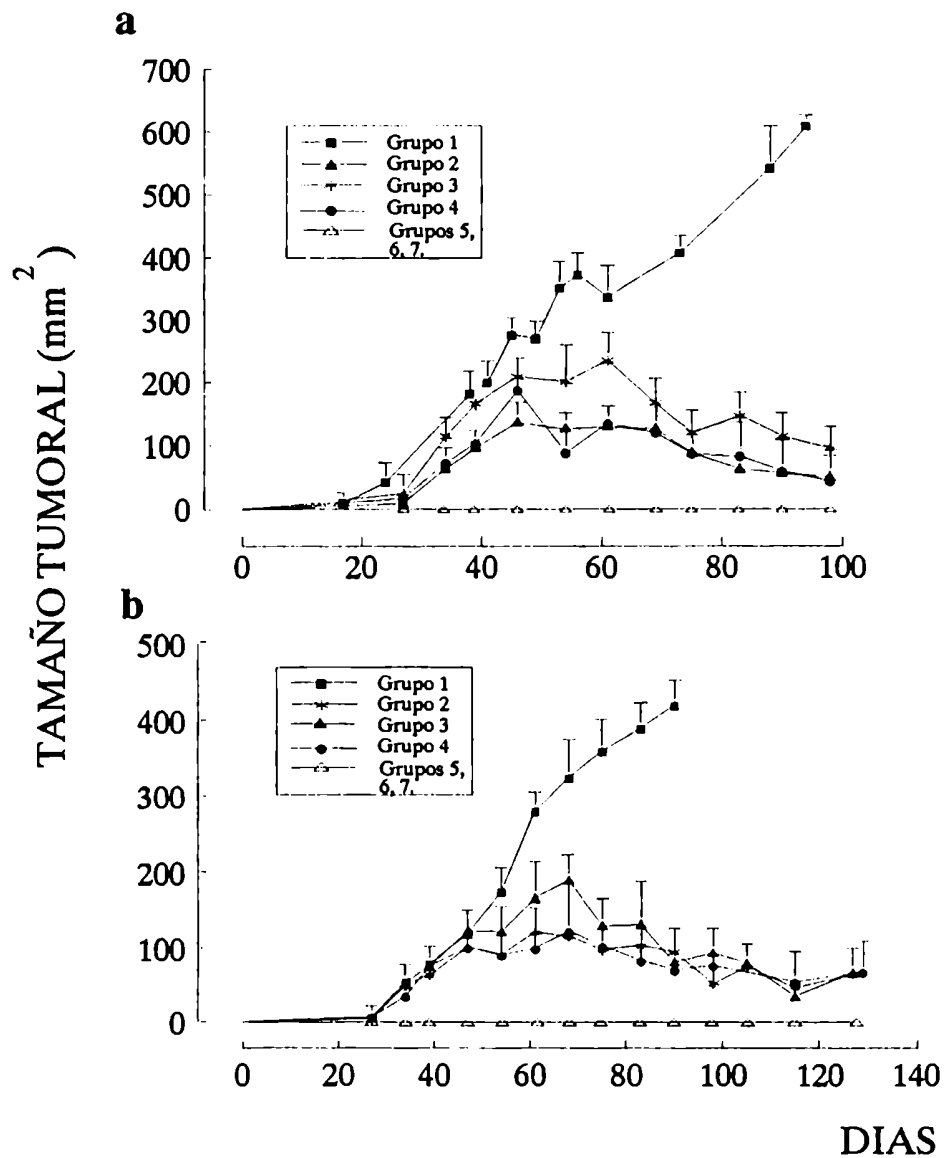 a
TAMAÑO TUMORAL (mm2)
700
600
500
400
300
200
100
0
Grupo 1
Grupo 2
Grupo 3
Grupo 4
Grupos 5,
6, 7,
0 20 40 60 80 100
b
500
400
300
200
100
0
Grupo 1
Grupo 2
Grupo 3
Grupo 4
Grupos 5,
6, 7,
0 20 40 60 80 100 120 140
DIAS